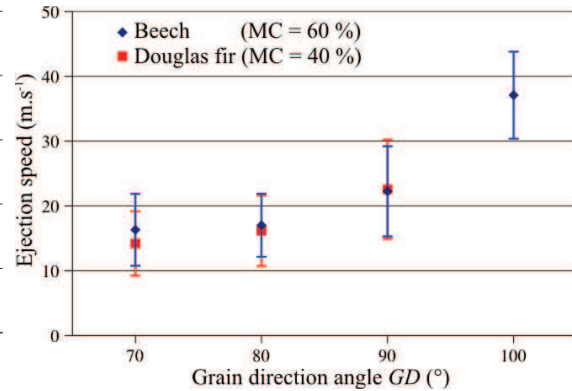 50
40
30
20
10
0
Ejection speed (m.s⁻¹)
Beech (MC = 60 %)
Douglas fir (MC = 40 %)
70 80 90 100
Grain direction angle GD (°)